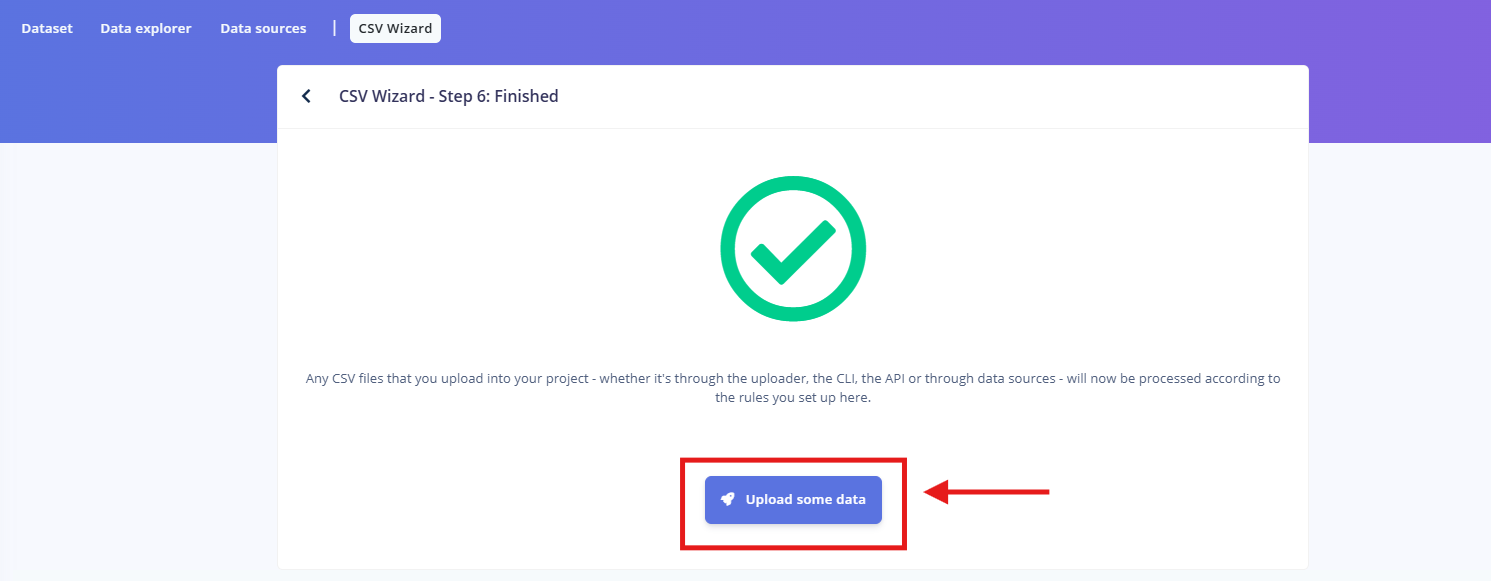 Dataset Data explorer Data sources | CSV Wizard
CSV Wizard - Step 6: Finished
Any CSV files that you upload into your project - whether it's through the uploader, the CLI, the API or through data sources - will now be processed according to
the rules you set up here.
Upload some data